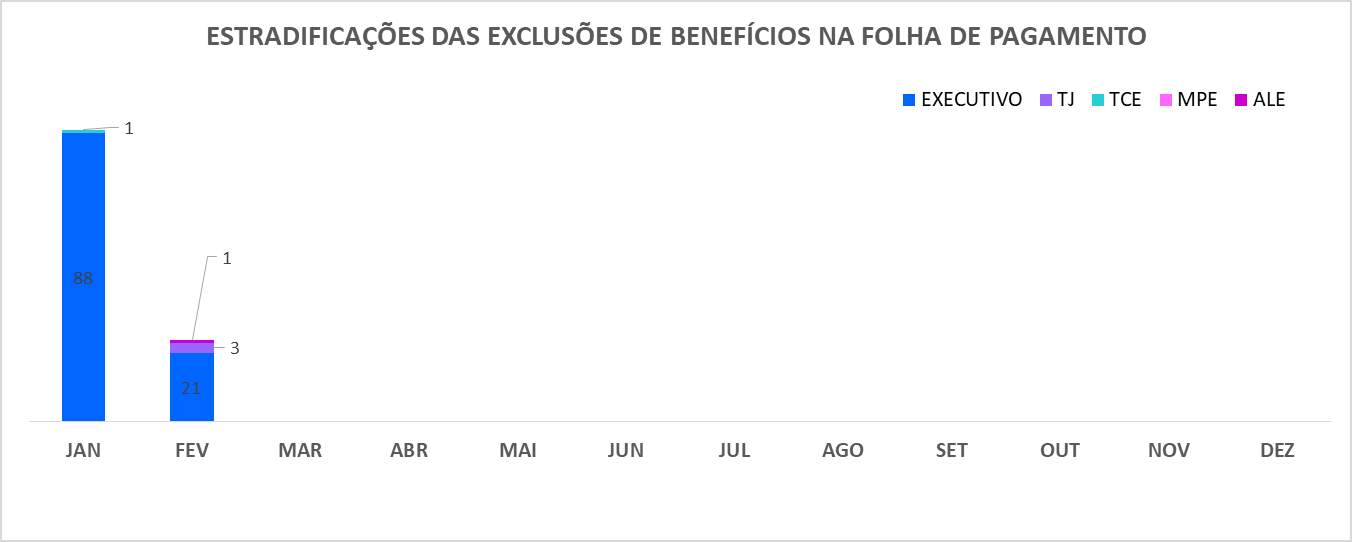 ESTRADIFICAÇÕES DAS EXCLUSÕES DE BENEFÍCIOS NA FOLHA DE PAGAMENTO
EXECUTIVO TJ TCE MPE ALE
1
88
1
3
21
JAN FEV MAR ABR MAI JUN JUL AGO SET OUT NOV DEZ